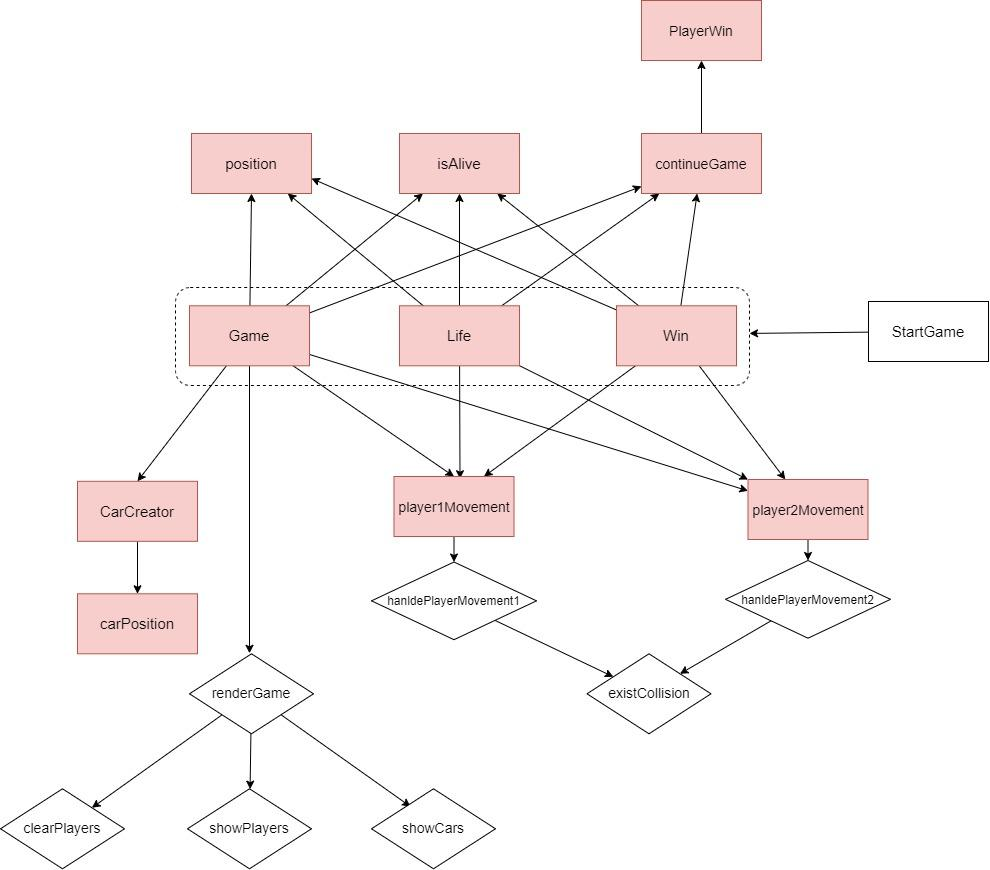 PlayerWin
position
isAlive
continueGame
Game
Life
Win
StartGame
CarCreator
player1Movement
player2Movement
carPosition
hanldePlayerMovement1
hanldePlayerMovement2
renderGame
existCollision
clearPlayers
showPlayers
showCars